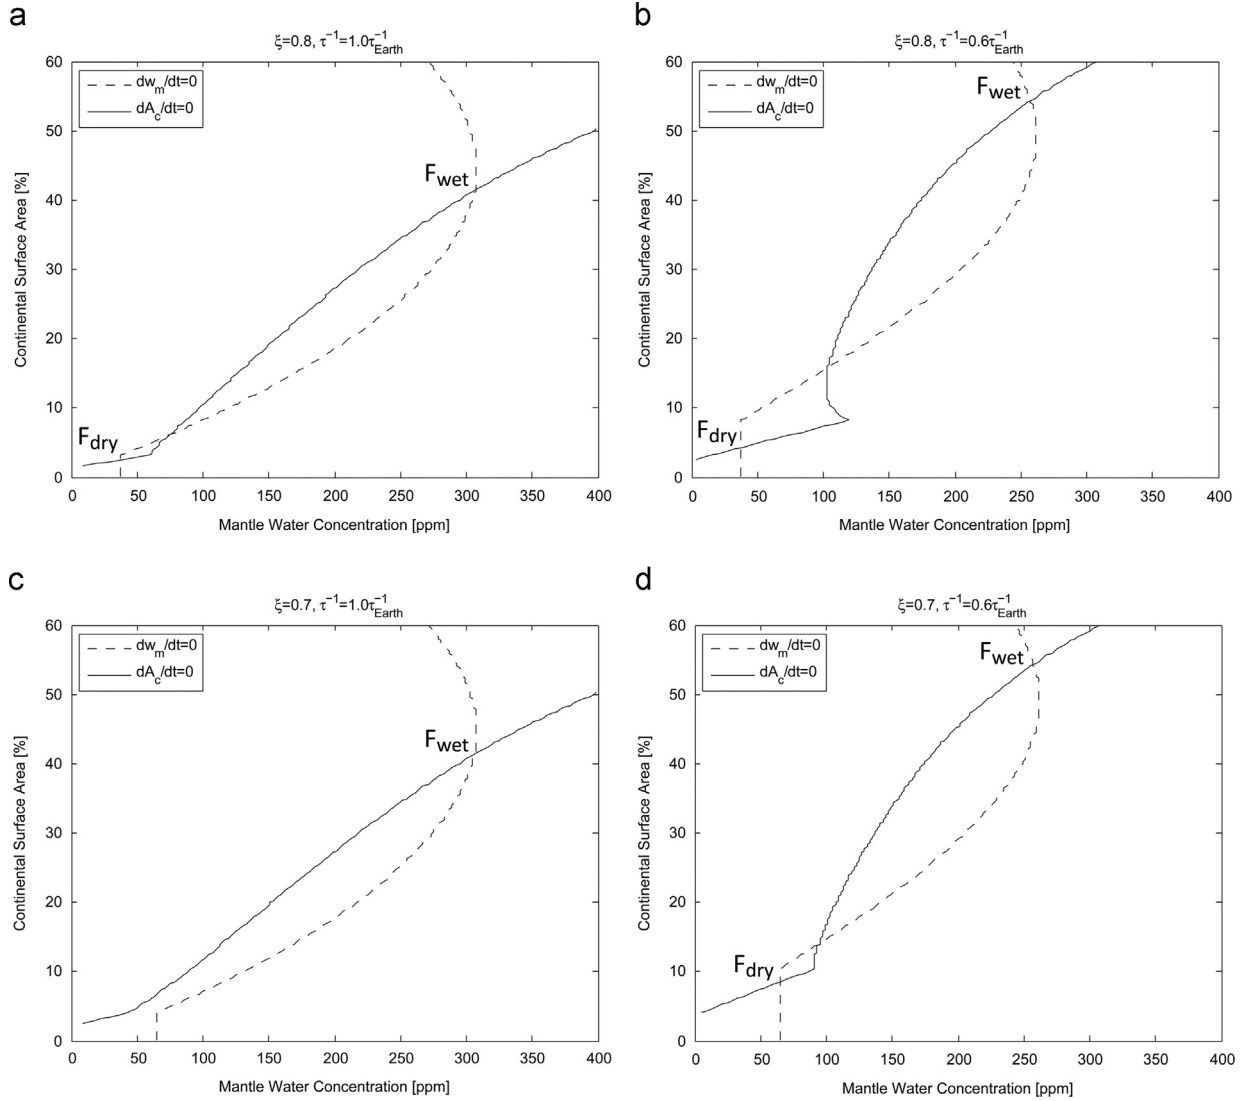 a
ξ=0.8, τ⁻¹=1.0τ⁻¹Earth
dwm/dt=0
dAc/dt=0
Fwet
Fdry
Continental Surface Area [%]
0 10 20 30 40 50 60
0 50 100 150 200 250 300 350 400
Mantle Water Concentration [ppm]
b
ξ=0.8, τ⁻¹=0.6τ⁻¹Earth
dwm/dt=0
dAc/dt=0
Fwet
Fdry
Continental Surface Area [%]
0 10 20 30 40 50 60
0 50 100 150 200 250 300 350 400
Mantle Water Concentration [ppm]
c
ξ=0.7, τ⁻¹=1.0τ⁻¹Earth
dwm/dt=0
dAc/dt=0
Fwet
Continental Surface Area [%]
0 10 20 30 40 50 60
0 50 100 150 200 250 300 350 400
Mantle Water Concentration [ppm]
d
ξ=0.7, τ⁻¹=0.6τ⁻¹Earth
dwm/dt=0
dAc/dt=0
Fwet
Fdry
Continental Surface Area [%]
0 10 20 30 40 50 60
0 50 100 150 200 250 300 350 400
Mantle Water Concentration [ppm]